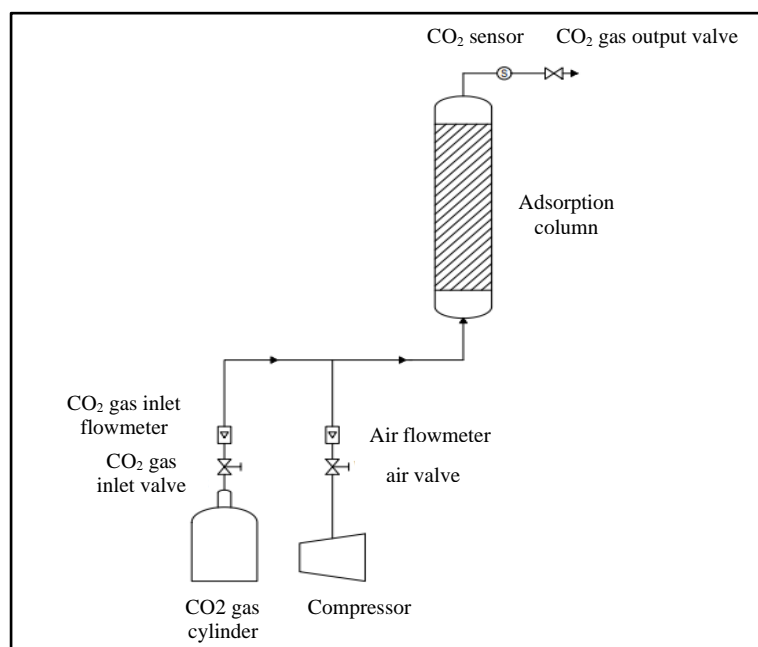 CO₂ sensor
CO₂ gas output valve
S
Adsorption
column
CO₂ gas inlet
flowmeter
Air flowmeter
CO₂ gas
inlet valve
air valve
CO2 gas
cylinder
Compressor